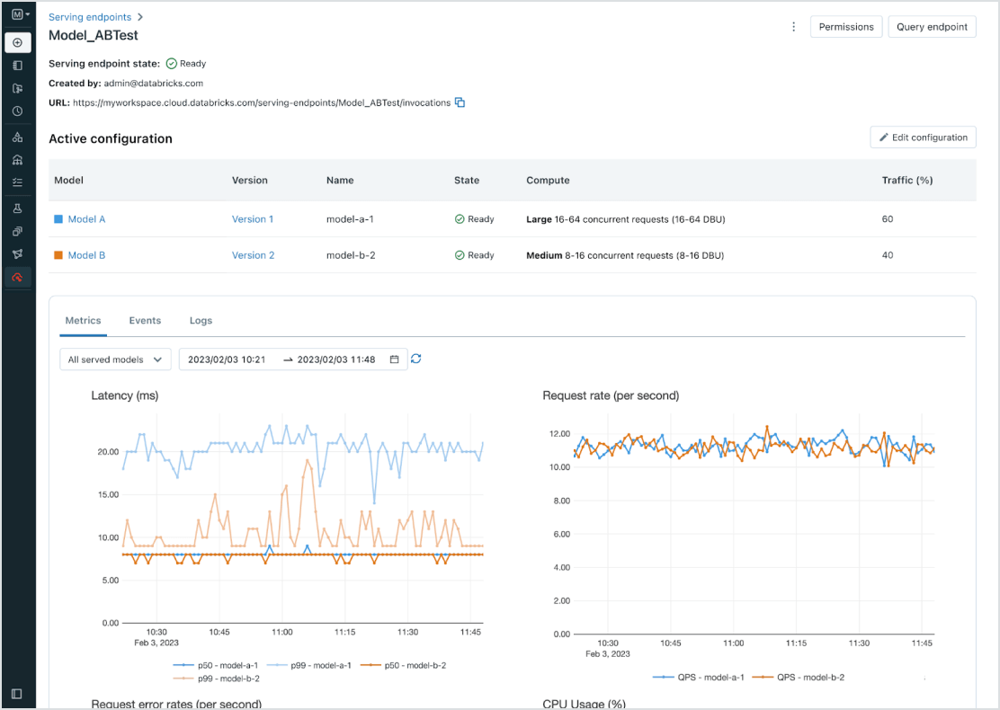 M
Serving endpoints >
Model_ABTest
Permissions
Query endpoint
Serving endpoint state: Ready
Created by: admin@databricks.com
URL: https://myworkspace.cloud.databricks.com/serving-endpoints/Model_ABTest/invocations
Active configuration
Edit configuration
Model Version Name State Compute Traffic (%)
Model A Version 1 model-a-1 Ready Large 16-64 concurrent requests (16-64 DBU) 60
Model B Version 2 model-b-2 Ready Medium 8-16 concurrent requests (8-16 DBU) 40
Metrics Events Logs
All served models 2023/02/03 10:21 → 2023/02/03 11:48
Latency (ms)
20.00
15.00
10.00
5.00
0.00
10:30 10:45 11:00 11:15 11:30 11:45
Feb 3, 2023
p50 - model-a-1 p99 - model-a-1 p50 - model-b-2
p99 - model-b-2
Request rate (per second)
12.00
10.00
8.00
6.00
4.00
2.00
0.00
10:30 10:45 11:00 11:15 11:30 11:45
Feb 3, 2023
QPS - model-a-1 QPS - model-b-2
Request error rates (per second)
CPU Usage (%)